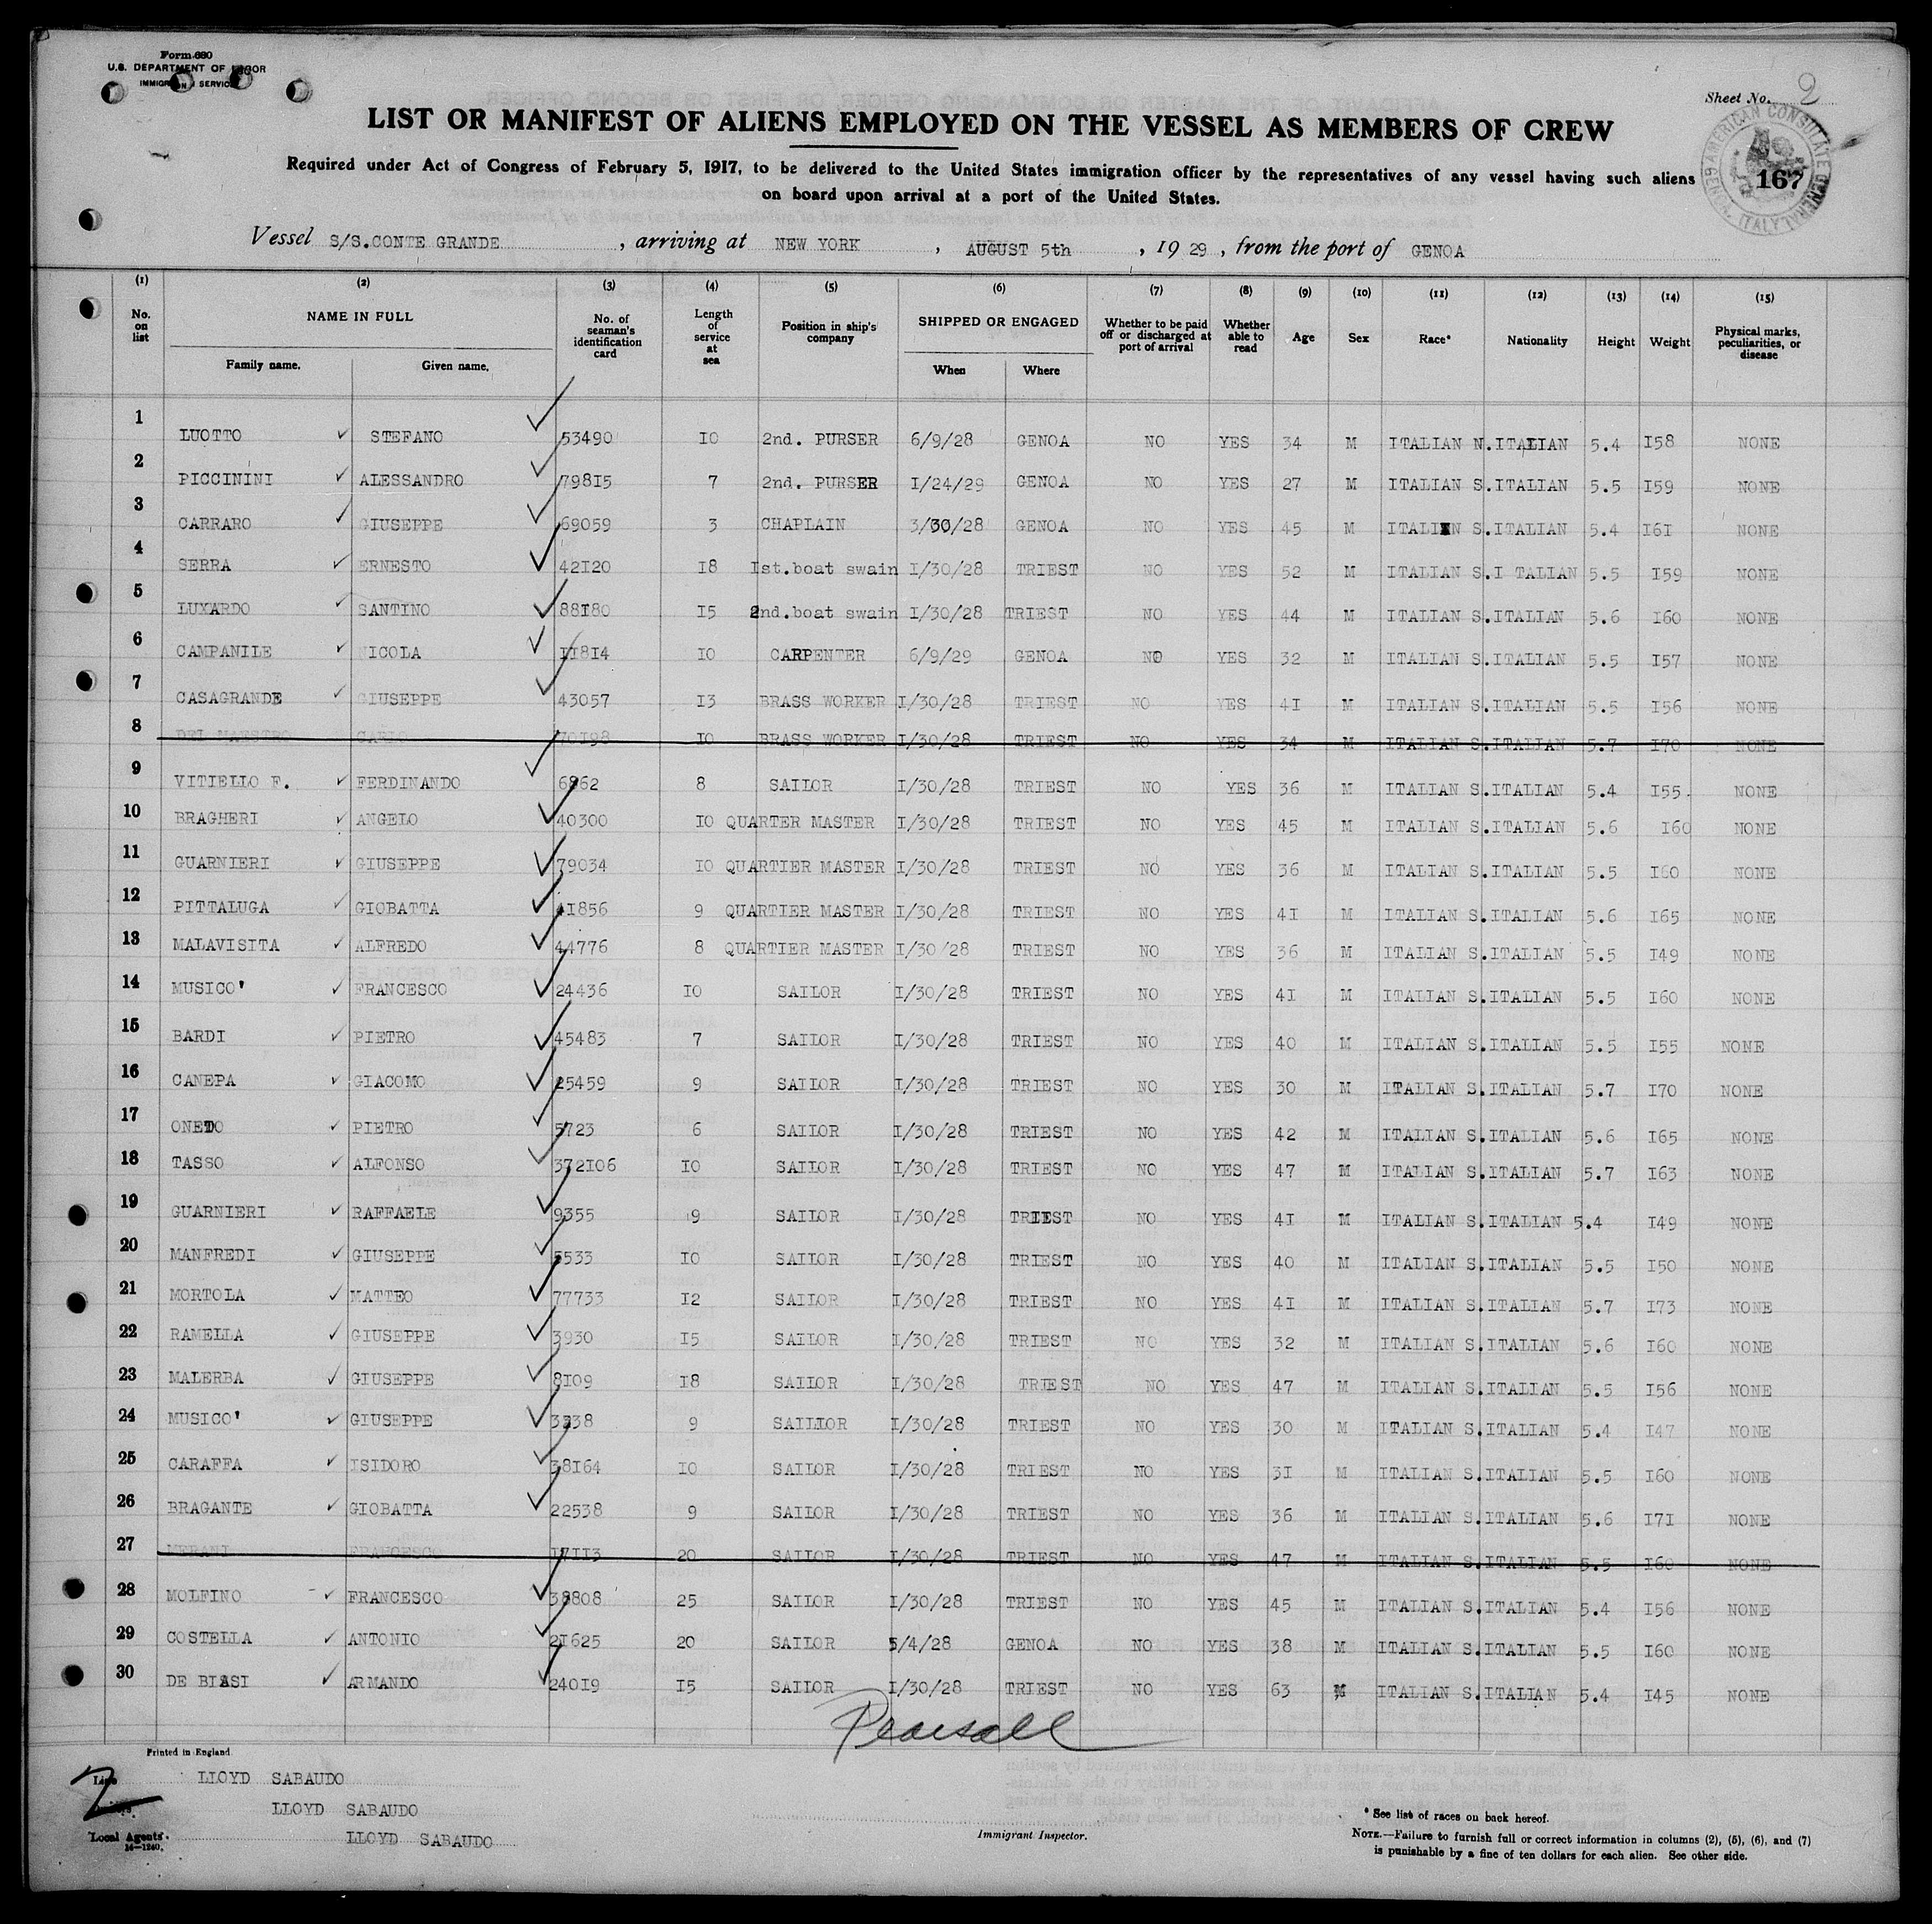 Form 680
U.S. DEPARTMENT OF LABOR
IMMIGRATION SERVICE
Sheet No. 2
LIST OR MANIFEST OF ALIENS EMPLOYED ON THE VESSEL AS MEMBERS OF CREW
AMERICAN CONSULATE GENERAL GENOA ITALY
167
Required under Act of Congress of February 5, 1917, to be delivered to the United States immigration officer by the representatives of any vessel having such aliens
on board upon arrival at a port of the United States.
Vessel S/S.CONTE GRANDE , arriving at NEW YORK , AUGUST 5th , 19 29 , from the port of GENOA
(1) (2) (3) (4) (5) (6) (7) (8) (9) (10) (11) (12) (13) (14) (15)
No. on list NAME IN FULL Family name. Given name. No. of seaman's identification card Length of service at sea Position in ship's company SHIPPED OR ENGAGED When Where Whether to be paid off or discharged at port of arrival Whether able to read Age Sex Race* Nationality Height Weight Physical marks, peculiarities, or disease
1 LUOTTO STEFANO 53490 10 2nd. PURSER 6/9/28 GENOA NO YES 34 M ITALIAN N.ITALIAN 5.4 158 NONE
2 PICCININI ALESSANDRO 79815 7 2nd. PURSER 1/24/29 GENOA NO YES 27 M ITALIAN S.ITALIAN 5.5 159 NONE
3 CARRARO GIUSEPPE 69059 3 CHAPLAIN 3/30/28 GENOA NO YES 45 M ITALIAN S.ITALIAN 5.4 161 NONE
4 SERRA ERNESTO 42120 18 1st.boat swain 1/30/28 TRIEST NO YES 52 M ITALIAN S.I TALIAN 5.5 159 NONE
5 LUXARDO SANTINO 88180 15 2nd.boat swain 1/30/28 TRIEST NO YES 44 M ITALIAN S.ITALIAN 5.6 160 NONE
6 CAMPANILE NICOLA 11814 10 CARPENTER 6/9/29 GENOA NO YES 32 M ITALIAN S.ITALIAN 5.5 157 NONE
7 CASAGRANDE GIUSEPPE 43057 13 BRASS WORKER 1/30/28 TRIEST NO YES 41 M ITALIAN S.ITALIAN 5.5 156 NONE
8 DEL MAESTRO CARLO 70198 10 BRASS WORKER 1/30/28 TRIEST NO YES 34 M ITALIAN S.ITALIAN 5.7 170 NONE
9 VITIELLO F. FERDINANDO 6862 8 SAILOR 1/30/28 TRIEST NO YES 36 M ITALIAN S.ITALIAN 5.4 155. NONE
10 BRAGHERI ANGELO 40300 10 QUARTER MASTER 1/30/28 TRIEST NO YES 45 M ITALIAN S.ITALIAN 5.6 160 NONE
11 GUARNIERI GIUSEPPE 79034 10 QUARTIER MASTER 1/30/28 TRIEST NO YES 36 M ITALIAN S.ITALIAN 5.5 160 NONE
12 PITTALUGA GIOBATTA 41856 9 QUARTIER MASTER 1/30/28 TRIEST NO YES 41 M ITALIAN S.ITALIAN 5.6 165 NONE
13 MALAVISITA ALFREDO 44776 8 QUARTIER MASTER 1/30/28 TRIEST NO YES 36 M ITALIAN S.ITALIAN 5.5 149 NONE
14 MUSICO' FRANCESCO 24436 10 SAILOR 1/30/28 TRIEST NO YES 41 M ITALIAN S.ITALIAN 5.5 160 NONE
15 BARDI PIETRO 45483 7 SAILOR 1/30/28 TRIEST NO YES 40 M ITALIAN S.ITALIAN 5.5 155 NONE
16 CANEPA GIACOMO 25459 9 SAILOR 1/30/28 TRIEST NO YES 30 M ITALIAN S.ITALIAN 5.7 170 NONE
17 ONETO PIETRO 5723 6 SAILOR 1/30/28 TRIEST NO YES 42 M ITALIAN S.ITALIAN 5.6 165 NONE
18 TASSO ALFONSO 372106 10 SAILOR 1/30/28 TRIEST NO YES 47 M ITALIAN S.ITALIAN 5.7 163 NONE
19 GUARNIERI RAFFAELE 9355 9 SAILOR 1/30/28 TRIEST NO YES 41 M ITALIAN S.ITALIAN 5.4 149 NONE
20 MANFREDI GIUSEPPE 5533 10 SAILOR 1/30/28 TRIEST NO YES 40 M ITALIAN S.ITALIAN 5.5 150 NONE
21 MORTOLA MATTEO 77733 12 SAILOR 1/30/28 TRIEST NO YES 41 M ITALIAN S.ITALIAN 5.7 173 NONE
22 RAMELLA GIUSEPPE 3930 15 SAILOR 1/30/28 TRIEST NO YES 32 M ITALIAN S.ITALIAN 5.6 160 NONE
23 MALERBA GIUSEPPE 8109 18 SAILOR 1/30/28 TRIEST NO YES 47 M ITALIAN S.ITALIAN 5.5 156 NONE
24 MUSICO' GIUSEPPE 9 SAILLOR 1/30/28 TRIEST NO YES 30 M ITALIAN S.ITALIAN 5.4 147 NONE
25 CARAFFA ISIDORO 38164 10 SAILOR 1/30/28 TRIEST NO YES 31 M ITALIAN S.ITALIAN 5.5 160 NONE
26 BRAGANTE GIOBATTA 22538 9 SAILOR 1/30/28 TRIEST NO YES 36 M ITALIAN S.ITALIAN 5.6 171 NONE
27 FRANCESCO 17113 20 SAILOR 1/30/28 TRIEST NO YES 47 M ITALIAN S.ITALIAN 5.5 160 NONE
28 MOLFINO FRANCESCO 38808 25 SAILOR 1/30/28 TRIEST NO YES 45 M ITALIAN S.ITALIAN 5.4 156 NONE
29 COSTELLA ANTONIO 21625 20 SAILOR 5/4/28 GENOA NO YES 38 M ITALIAN S.ITALIAN 5.5 160 NONE
30 DE BIASI ARMANDO 24019 15 SAILOR 1/30/28 TRIEST NO YES 63 M ITALIAN S.ITALIAN 5.4 145 NONE
Pearsall
Printed in England
2
Line LLOYD SABAUDO
LLOYD SABAUDO
Local Agents. LLOYD SABAUDO
14-1240.
Immigrant Inspector.
* See list of races on back hereof.
NOTE.—Failure to furnish full or correct information in columns (2), (5), (6), and (7)
is punishable by a fine of ten dollars for each alien. See other side.